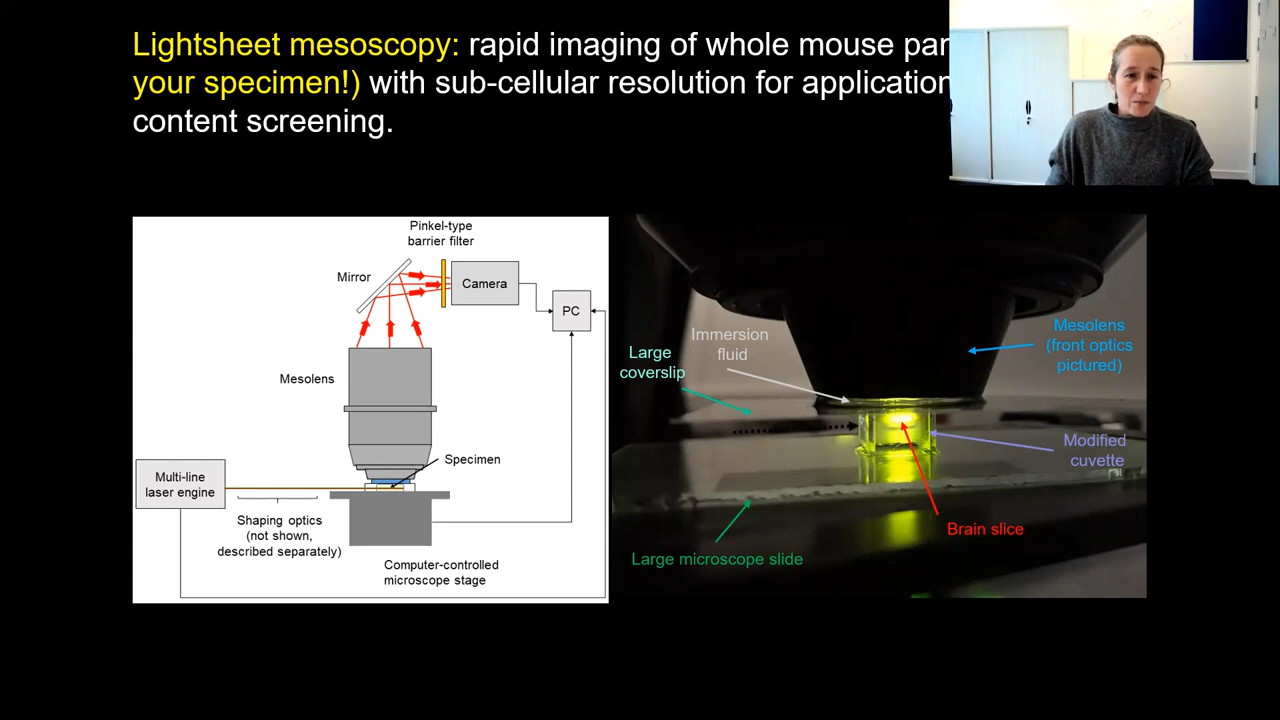 Lightsheet mesoscopy: rapid imaging of whole mouse
your specimen!) with sub-cellular resolution for
content screening.
Pinkel-type
barrier filter
Mirror
Camera
PC
Mesolens
Specimen
Multi-line
laser engine
Shaping optics
(not shown,
described separately)
Computer-controlled
microscope stage
Immersion
fluid
Large
coverslip
Mesolens
(front optics
pictured)
Modified
cuvette
Brain slice
Large microscope slide